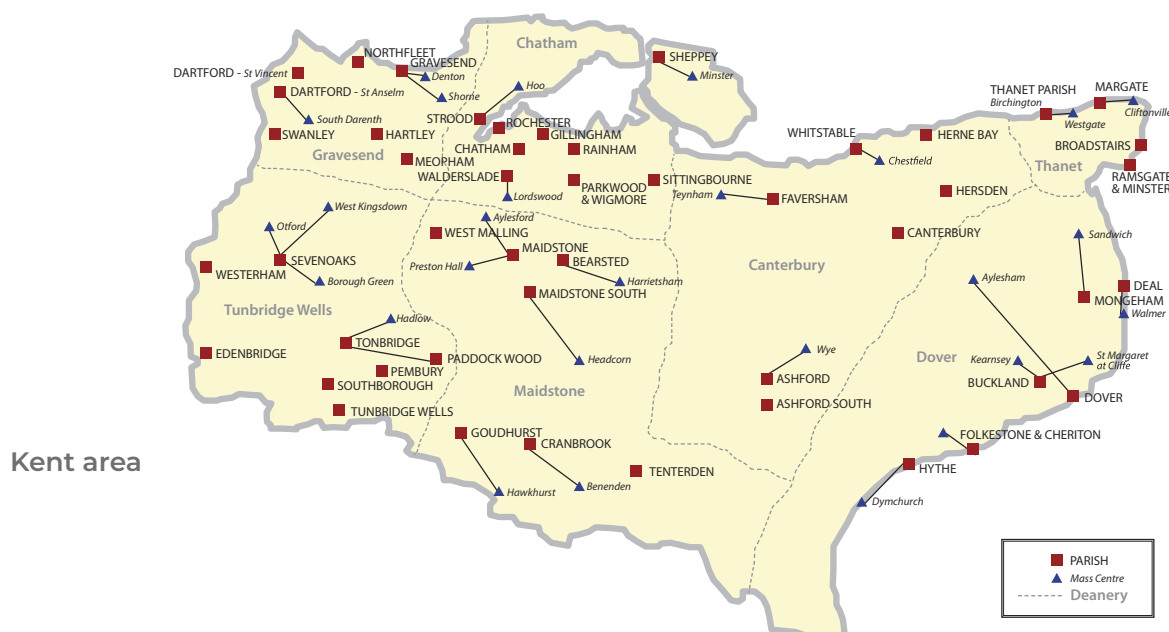 Chatham
NORTHFLEET
GRAVESEND
SHEPPEY
DARTFORD - St Vincent
Denton
Minster
DARTFORD - St Anselm
Hoo
Shorne
THANET PARISH
Birchington
MARGATE
Cliftonville
South Darenth
STROOD
ROCHESTER
Westgate
SWANLEY
HARTLEY
GILLINGHAM
WHITSTABLE
HERNE BAY
BROADSTAIRS
Gravesend
CHATHAM
RAINHAM
MEOPHAM
Chestfield
Thanet
WALDERSLADE
RAMSGATE
& MINSTER
PARKWOOD
& WIGMORE
SITTINGBOURNE
Lordswood
Teynham
FAVERSHAM
HERSDEN
West Kingsdown
Aylesford
Otford
WEST MALLING
CANTERBURY
Sandwich
MAIDSTONE
SEVENOAKS
BEARSTED
Preston Hall
Canterbury
WESTERHAM
Borough Green
Harrietsham
Aylesham
DEAL
MAIDSTONE SOUTH
MONGEHAM
Tunbridge Wells
Hadlow
Walmer
TONBRIDGE
Wye
EDENBRIDGE
PADDOCK WOOD
Headcorn
Dover
Kearnsey
St Margaret
at Cliffe
PEMBURY
ASHFORD
BUCKLAND
SOUTHBOROUGH
Maidstone
DOVER
TUNBRIDGE WELLS
ASHFORD SOUTH
GOUDHURST
FOLKESTONE & CHERITON
CRANBROOK
Kent area
TENTERDEN
HYTHE
Hawkhurst
Benenden
Dymchurch
PARISH
Mass Centre
Deanery